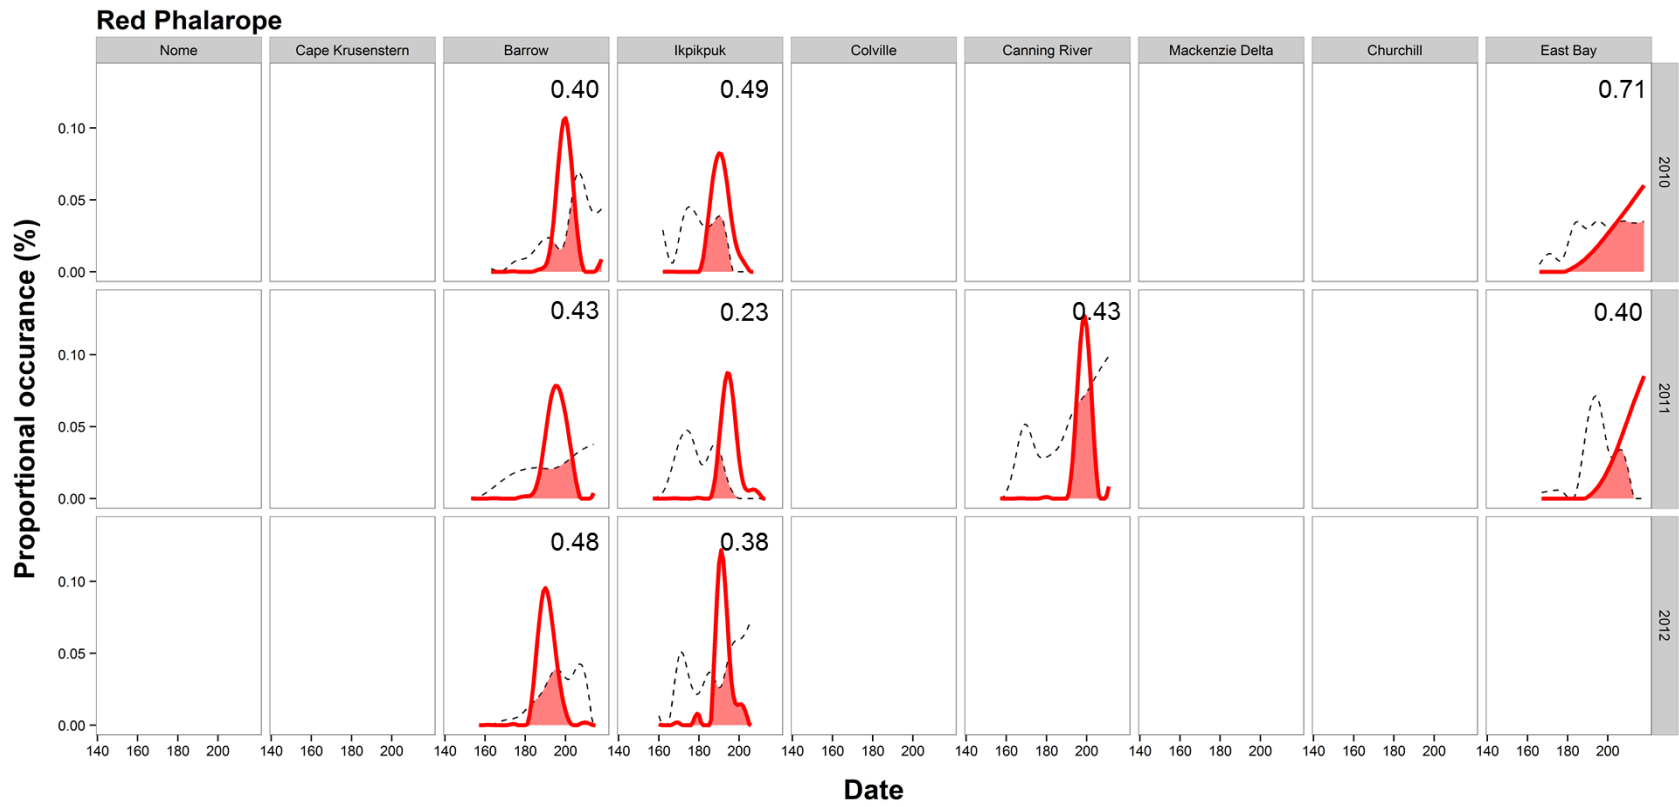 Red Phalarope
Nome Cape Krusenstern Barrow Ikpikpuk Colville Canning River Mackenzie Delta Churchill East Bay
0.40 0.49 0.71
0.10
0.05
0.00
2010
0.43 0.23 0.43 0.40
0.10
0.05
0.00
2011
0.48 0.38
0.10
0.05
0.00
2012
Proportional occurance (%)
140 160 180 200 140 160 180 200 140 160 180 200 140 160 180 200 140 160 180 200 140 160 180 200 140 160 180 200 140 160 180 200 140 160 180 200
Date